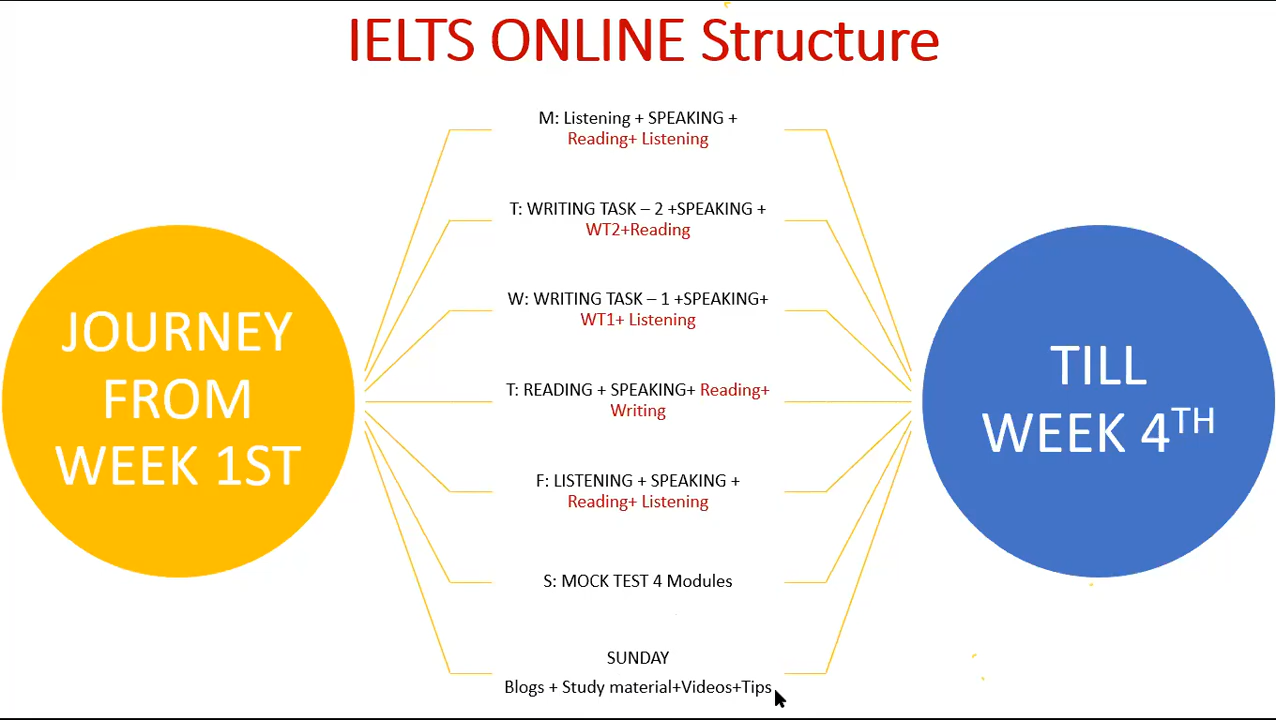 IELTS ONLINE Structure
M: Listening + SPEAKING +
Reading+ Listening
T: WRITING TASK – 2 +SPEAKING +
WT2+Reading
W: WRITING TASK – 1 +SPEAKING+
WT1+ Listening
T: READING + SPEAKING+ Reading+
Writing
F: LISTENING + SPEAKING +
Reading+ Listening
S: MOCK TEST 4 Modules
SUNDAY
Blogs + Study material+Videos+Tips
JOURNEY
FROM
WEEK 1ST
TILL
WEEK 4TH